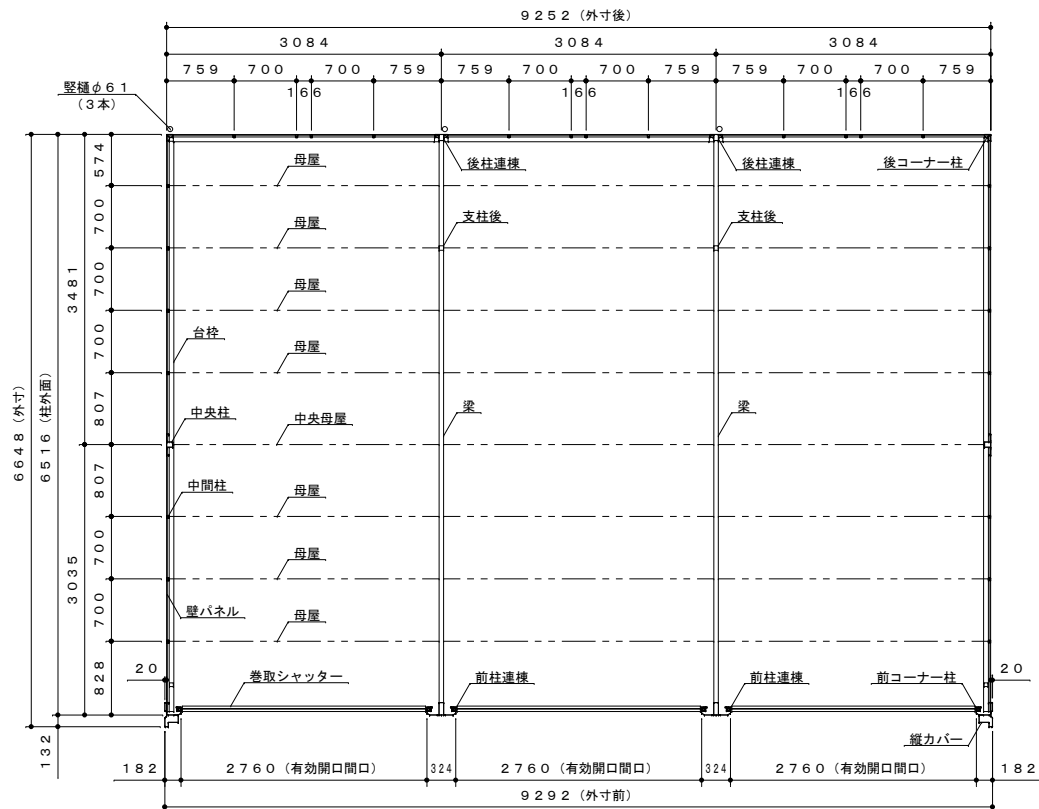 9252（外寸後）
3084
3084
3084
759
700
700
759
759
700
700
759
759
700
700
759
166
166
166
竪樋φ61
（3本）
後柱連棟
後柱連棟
後コーナー柱
母屋
支柱後
支柱後
母屋
母屋
台枠
母屋
中央柱
中央母屋
梁
梁
中間柱
母屋
母屋
壁パネル
母屋
巻取シャッター
前柱連棟
前柱連棟
前コーナー柱
縦カバー
6648（外寸）
6516（柱外面）
3481
3035
574
700
700
700
807
807
700
700
828
20
20
132
182
2760（有効開口間口）
324
2760（有効開口間口）
324
2760（有効開口間口）
182
9292（外寸前）